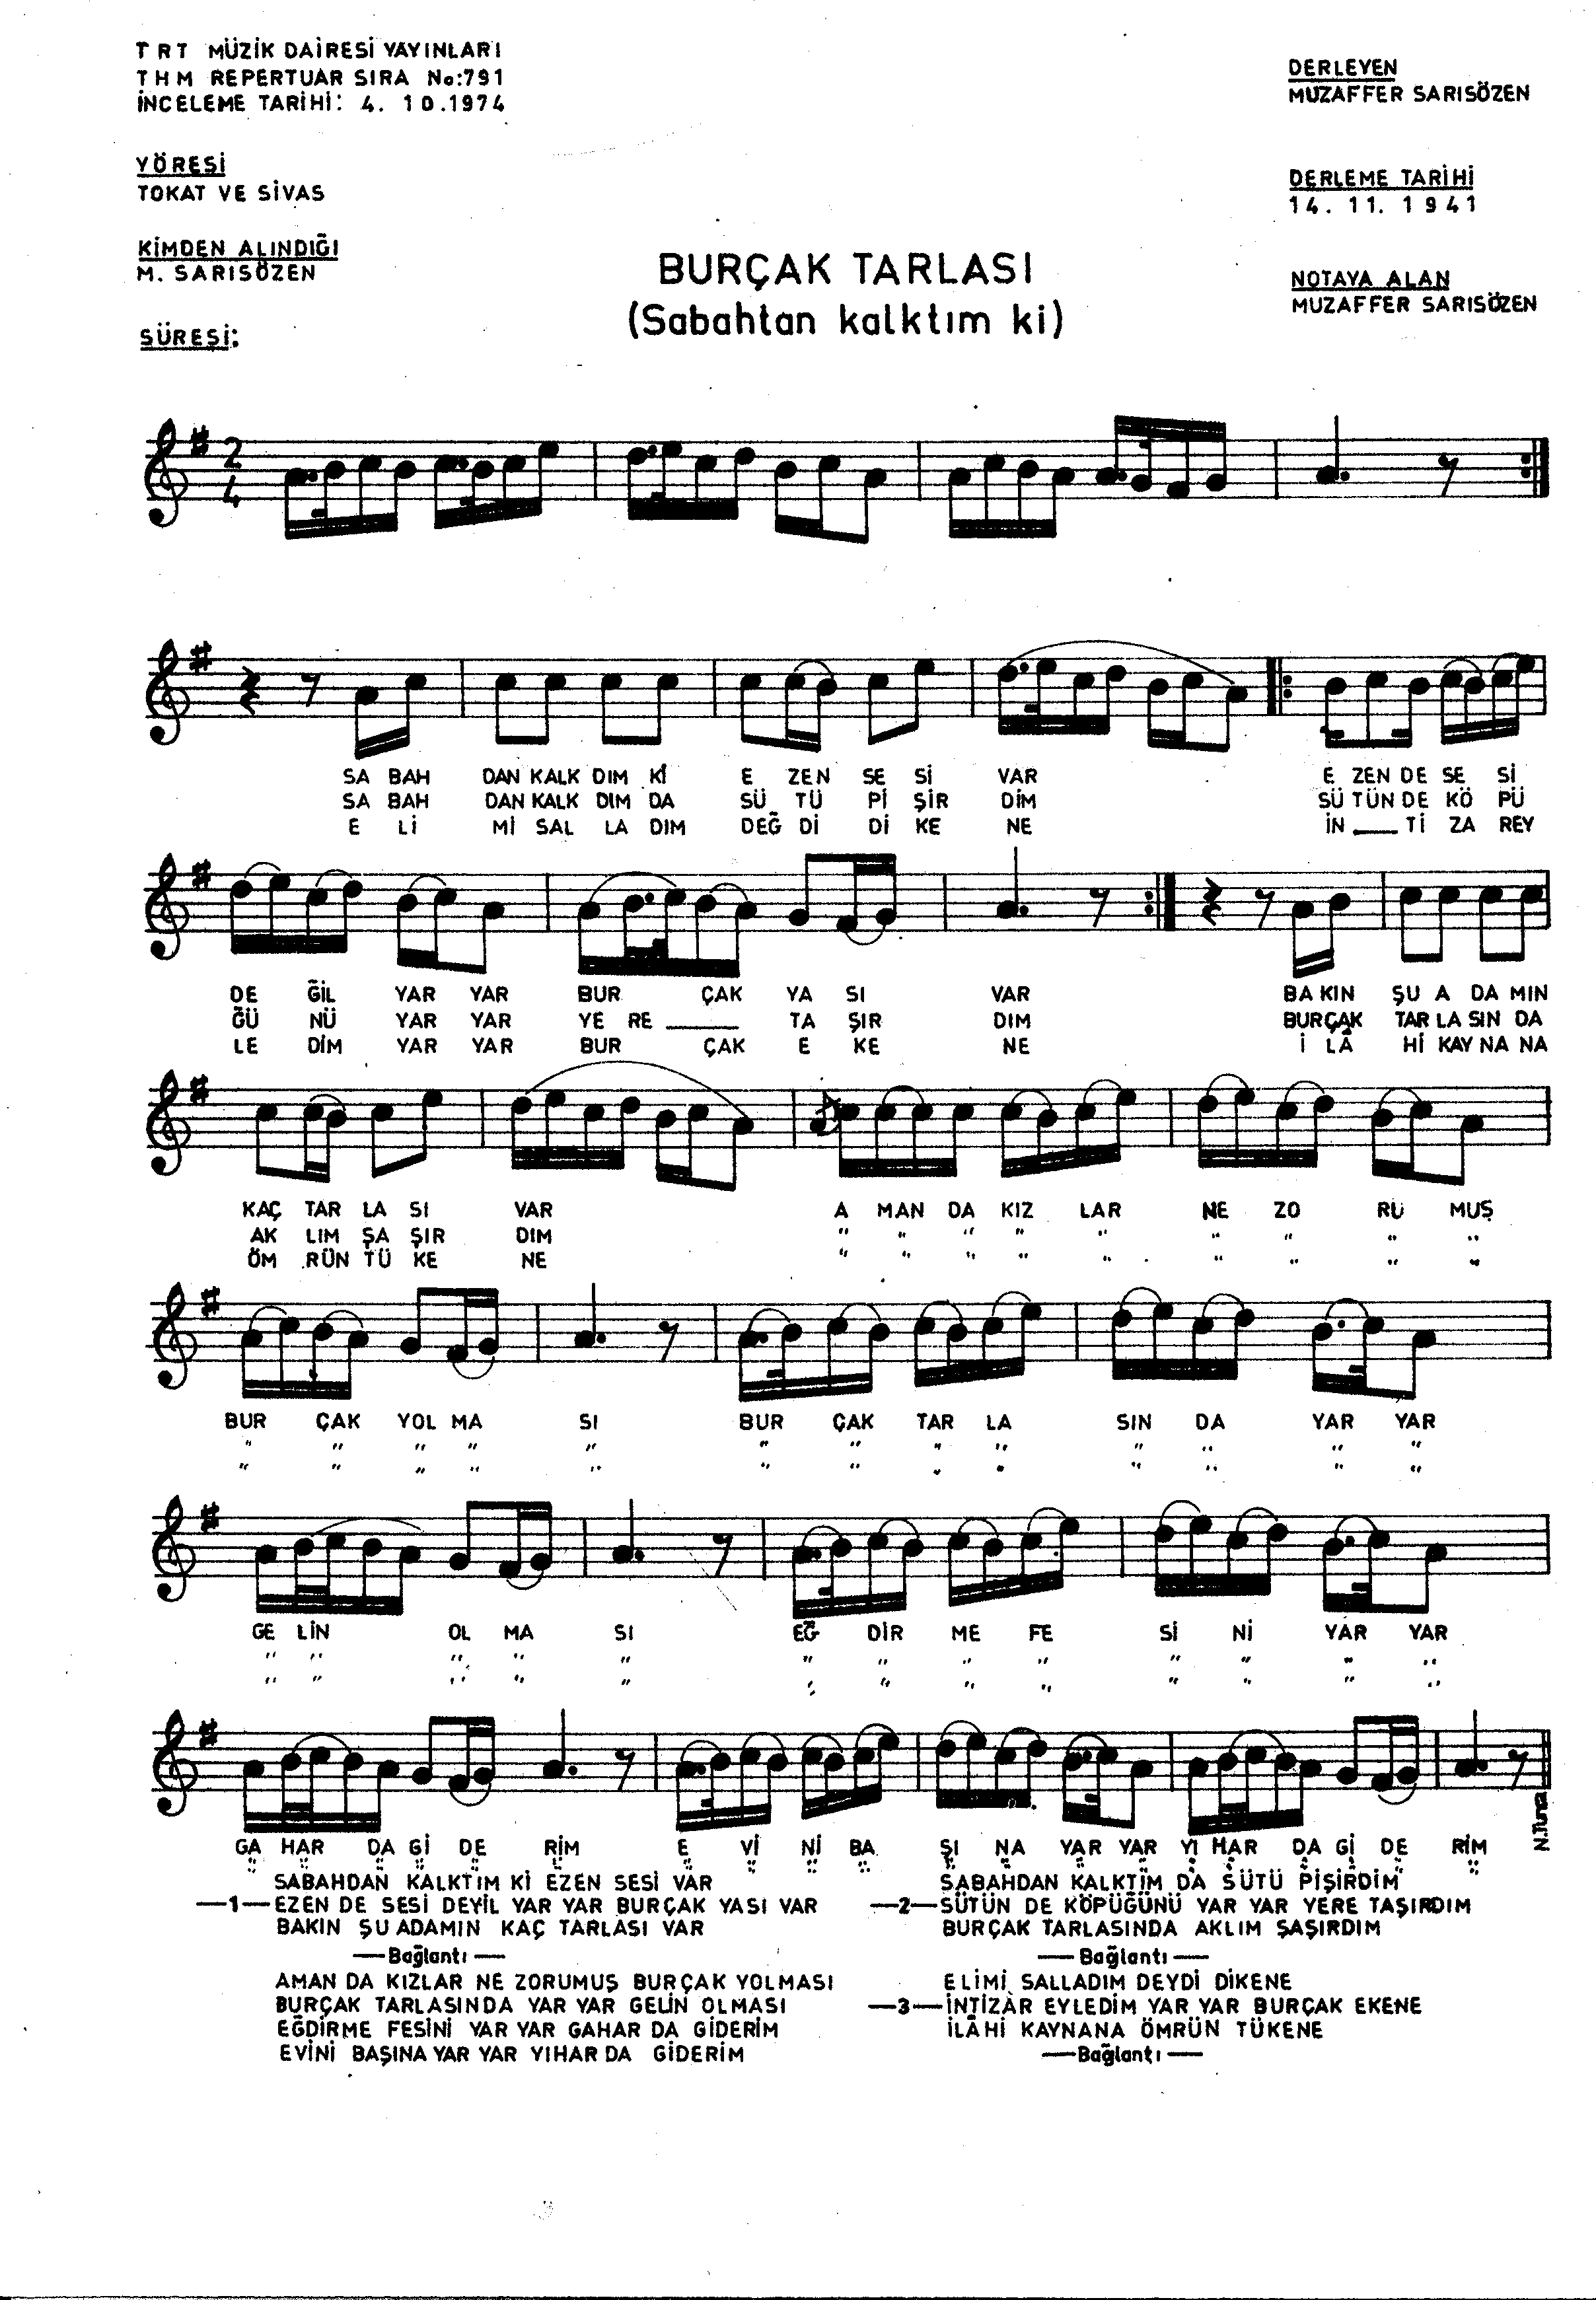 TRT MÜZİK DAİRESİ YAYINLARI
THM REPERTUAR SIRA No:791
İNCELEME TARİHİ: 4. 10.1974
YÖRESİ
TOKAT VE SİVAS
KİMDEN ALINDIĞI
M. SARISÖZEN
SÜRESİ:
DERLEYEN
MUZAFFER SARISÖZEN
DERLEME TARİHİ
14. 11. 1941
NOTAYA ALAN
MUZAFFER SARISÖZEN
BURÇAK TARLASI
(Sabahtan kalktım ki)
2
4
SA BAH DAN KALK DIM Kİ E ZEN SE Sİ VAR E ZEN DE SE Sİ
SA BAH DAN KALK DIM DA SÜ TÜ Pİ ŞİR DİM SÜ TÜN DE KÖ PÜ
E Lİ Mİ SAL LA DIM DEĞ Dİ Dİ KE NE İN Tİ ZA REY
DE ĞİL YAR YAR BUR ÇAK YA SI VAR BA KIN ŞU A DA MIN
ĞÜ NÜ YAR YAR YE RE TA ŞIR DIM BURÇAK TAR LA SIN DA
LE DİM YAR YAR BUR ÇAK E KE NE İ LÂ Hİ KAY NA NA
KAÇ TAR LA SI VAR A MAN DA KIZ LAR NE ZO RU MUŞ
AK LIM ŞA ŞIR DIM " " " " " " " " "
ÖM RÜN TÜ KE NE " " " " " " " " "
BUR ÇAK YOL MA SI BUR ÇAK TAR LA SIN DA YAR YAR
" " " " " " " " " " " " "
" " " " " " " " " " " " "
GE LİN OL MA SI EĞ DİR ME FE Sİ Nİ YAR YAR
" " " " " " " " " " " " "
" " " " " " " " " " " " "
GA HAR DA Gİ DE RİM E Vİ Nİ BA ŞI NA YAR YAR YI HAR DA Gİ DE RİM
N.Tuna
SABAHDAN KALKTIM Kİ EZEN SESİ VAR
—1— EZEN DE SESİ DEYİL YAR YAR BURÇAK YASI VAR
BAKIN ŞU ADAMIN KAÇ TARLASI VAR
— Bağlantı —
AMAN DA KIZLAR NE ZORUMUŞ BURÇAK YOLMASI
BURÇAK TARLASINDA YAR YAR GELİN OLMASI
EĞDİRME FESİNİ YAR YAR GAHAR DA GİDERİM
EVİNİ BAŞINA YAR YAR YIHAR DA GİDERİM
SABAHDAN KALKTIM DA SÜTÜ PİŞİRDİM
—2— SÜTÜN DE KÖPÜĞÜNÜ YAR YAR YERE TAŞIRDIM
BURÇAK TARLASINDA AKLIM ŞAŞIRDIM
— Bağlantı —
ELİMİ SALLADIM DEYDİ DİKENE
—3— İNTİZAR EYLEDİM YAR YAR BURÇAK EKENE
İLÂHİ KAYNANA ÖMRÜN TÜKENE
— Bağlantı —